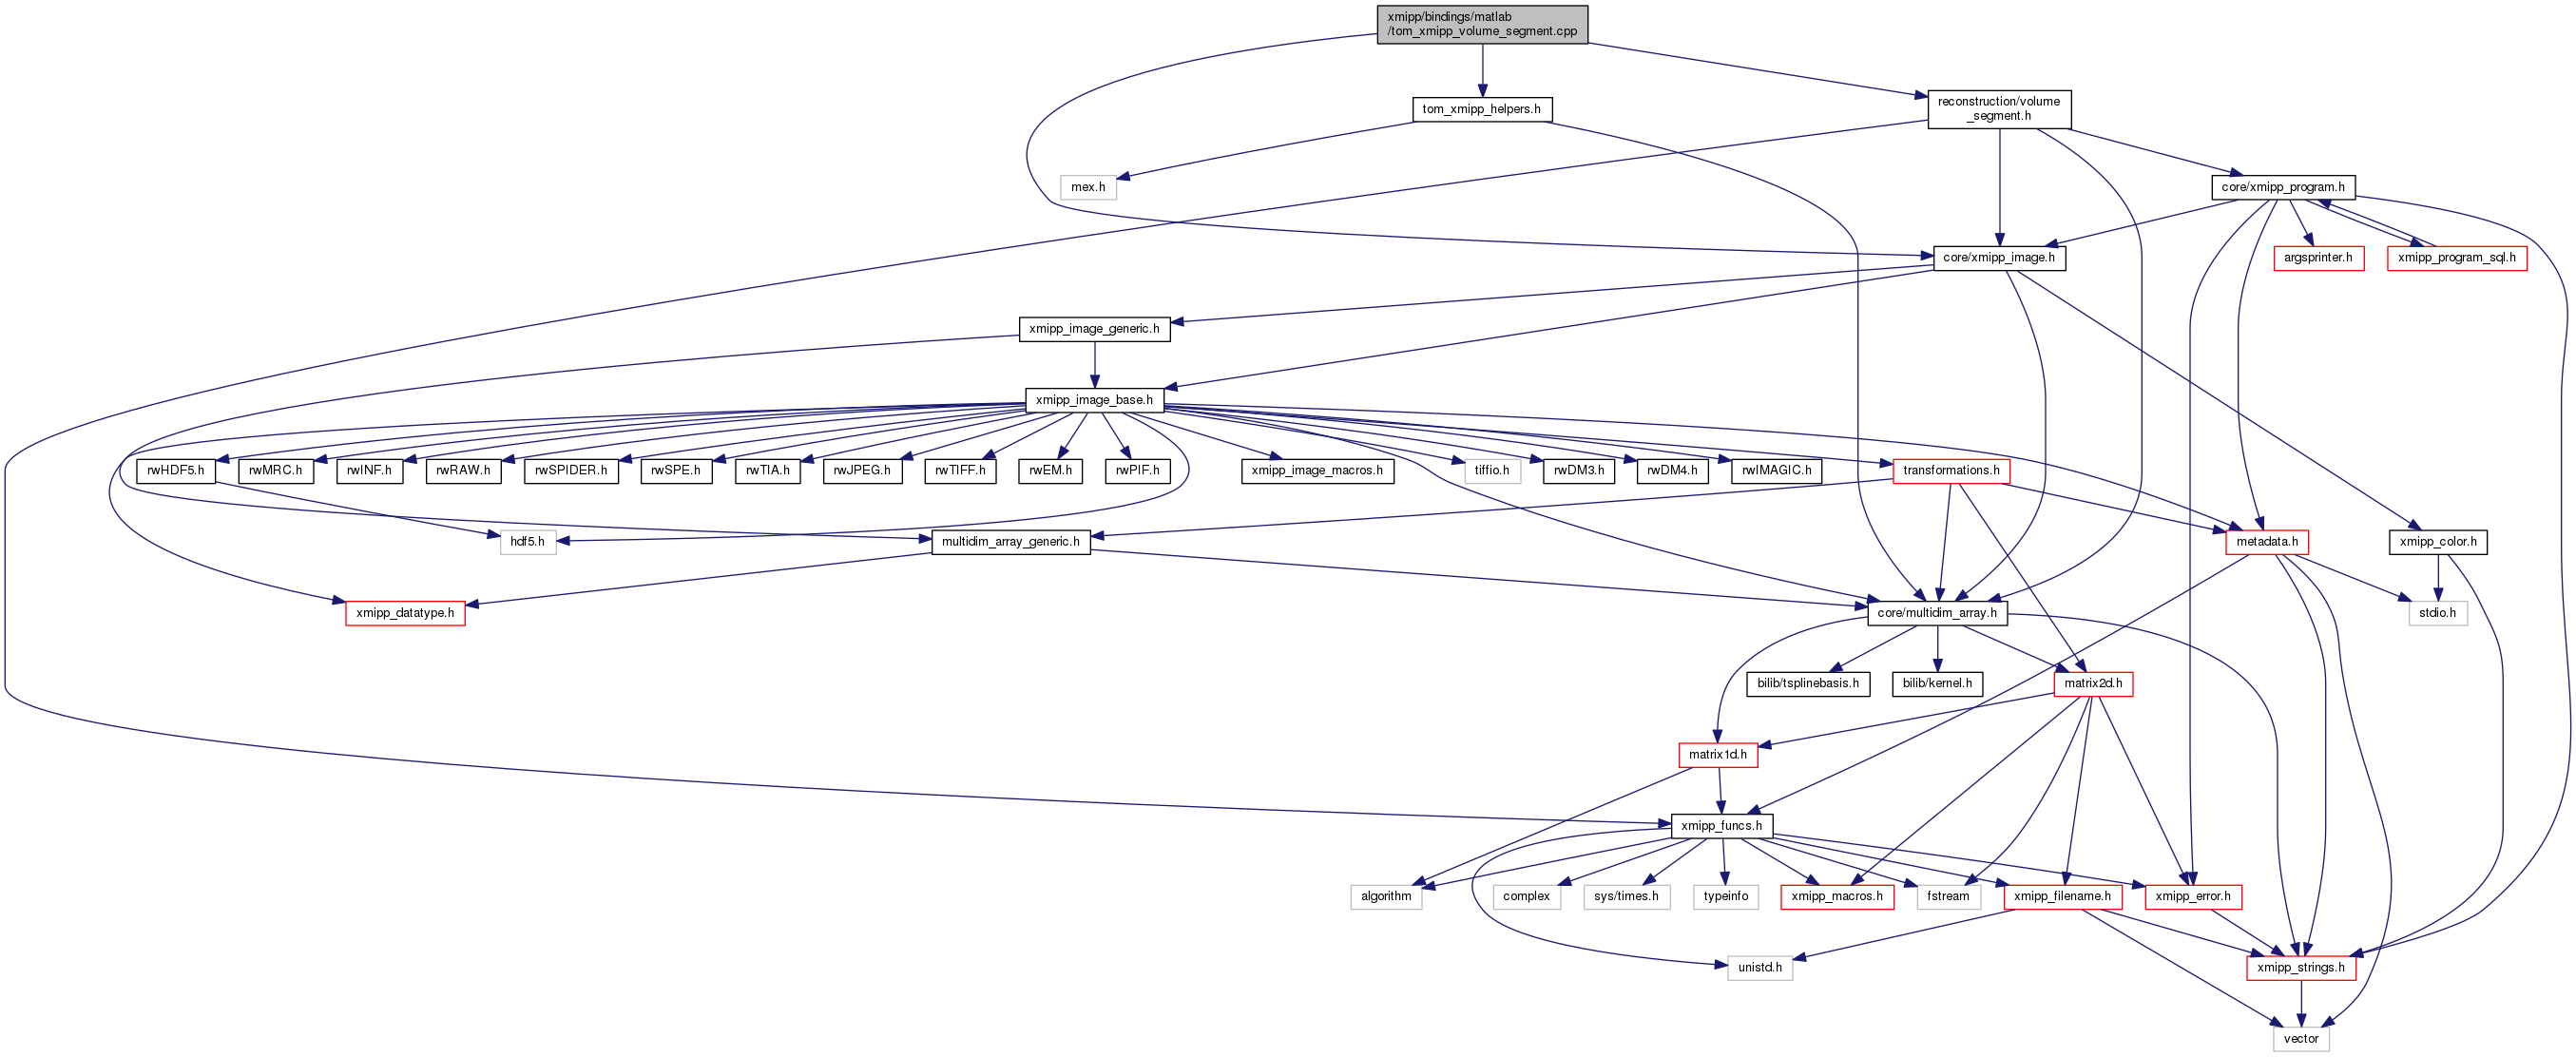 xmipp/bindings/matlab
/tom_xmipp_volume_segment.cpp
tom_xmipp_helpers.h
reconstruction/volume
_segment.h
mex.h
core/xmipp_program.h
core/xmipp_image.h
argsprinter.h
xmipp_program_sql.h
xmipp_image_generic.h
xmipp_image_base.h
rwHDF5.h
rwMRC.h
rwINF.h
rwRAW.h
rwSPIDER.h
rwSPE.h
rwTIA.h
rwJPEG.h
rwTIFF.h
rwEM.h
rwPIF.h
xmipp_image_macros.h
tiffio.h
rwDM3.h
rwDM4.h
rwIMAGIC.h
transformations.h
hdf5.h
multidim_array_generic.h
metadata.h
xmipp_color.h
xmipp_datatype.h
core/multidim_array.h
stdio.h
bilib/tsplinebasis.h
bilib/kernel.h
matrix2d.h
matrix1d.h
xmipp_funcs.h
algorithm
complex
sys/times.h
typeinfo
xmipp_macros.h
fstream
xmipp_filename.h
xmipp_error.h
unistd.h
xmipp_strings.h
vector